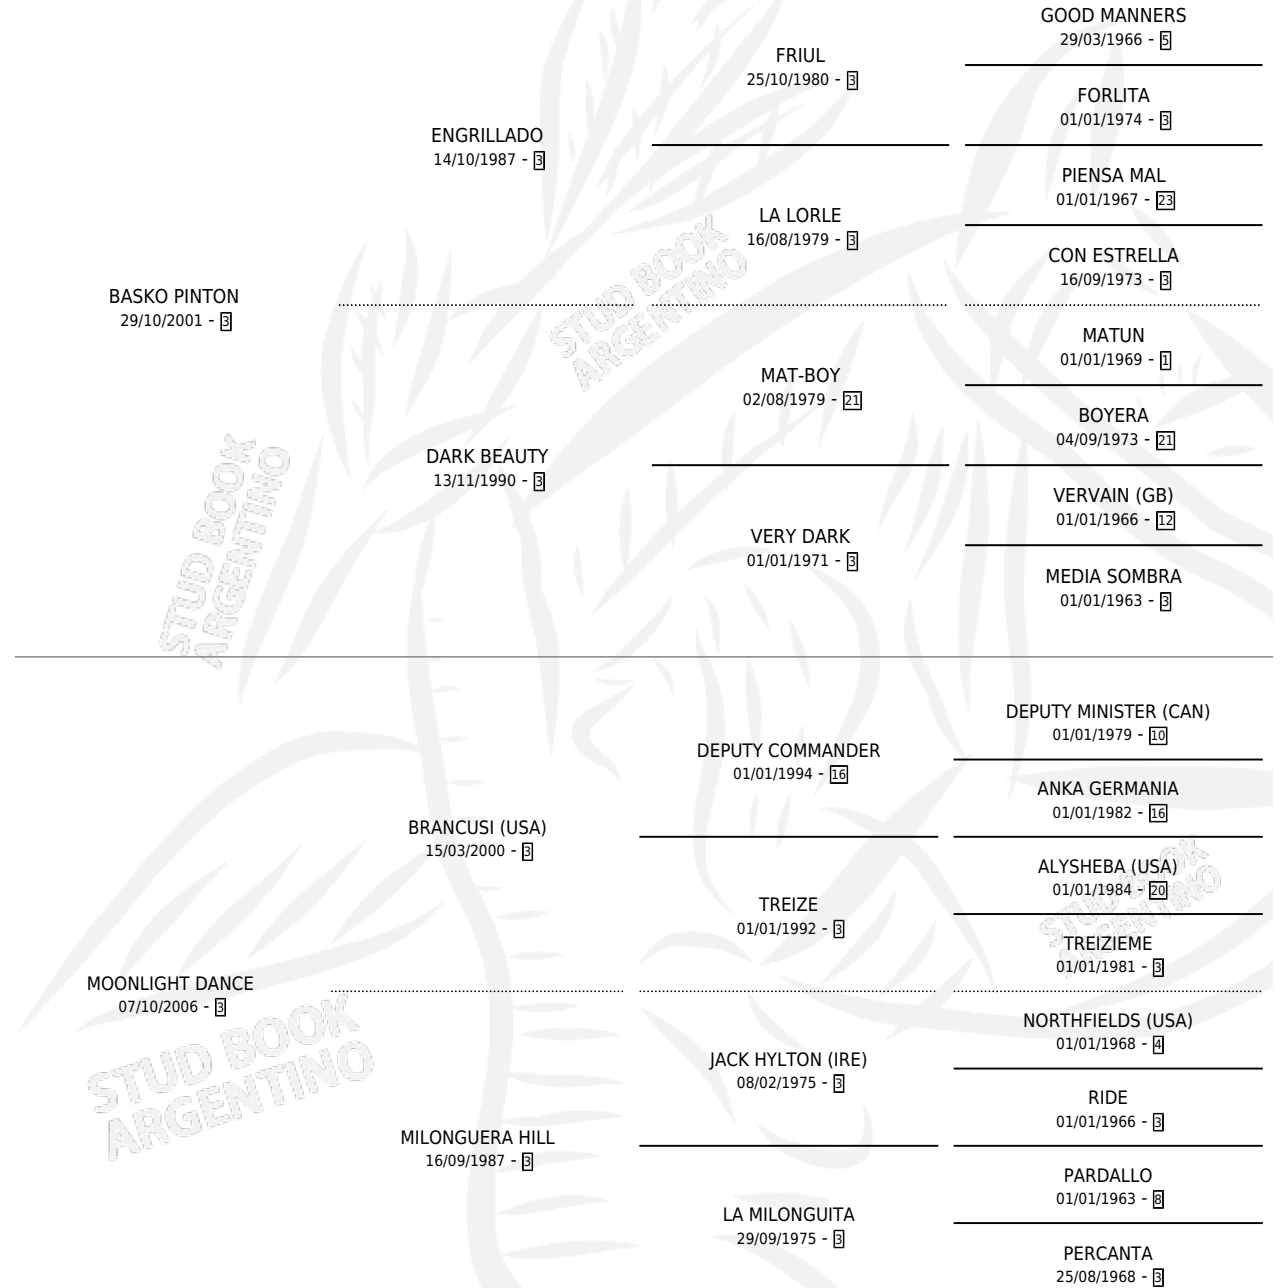 GOOD MANNERS
29/03/1966 - 5
FRIUL
25/10/1980 - 3
FORLITA
01/01/1974 - 3
ENGRILLADO
14/10/1987 - 3
PIENSA MAL
01/01/1967 - 23
LA LORLE
16/08/1979 - 3
CON ESTRELLA
16/09/1973 - 3
BASKO PINTON
29/10/2001 - 3
MATUN
01/01/1969 - 1
MAT-BOY
02/08/1979 - 21
BOYERA
04/09/1973 - 21
DARK BEAUTY
13/11/1990 - 3
VERVAIN (GB)
01/01/1966 - 12
VERY DARK
01/01/1971 - 3
MEDIA SOMBRA
01/01/1963 - 3
DEPUTY MINISTER (CAN)
01/01/1979 - 10
DEPUTY COMMANDER
01/01/1994 - 16
ANKA GERMANIA
01/01/1982 - 16
BRANCUSI (USA)
15/03/2000 - 3
ALYSHEBA (USA)
01/01/1984 - 20
TREIZE
01/01/1992 - 3
TREIZIEME
01/01/1981 - 3
MOONLIGHT DANCE
07/10/2006 - 3
NORTHFIELDS (USA)
01/01/1968 - 4
JACK HYLTON (IRE)
08/02/1975 - 3
RIDE
01/01/1966 - 3
MILONGUERA HILL
16/09/1987 - 3
PARDALLO
01/01/1963 - 8
LA MILONGUITA
29/09/1975 - 3
PERCANTA
25/08/1968 - 3
STUD BOOK
ARGENTINO
STUD BOOK
ARGENTINO
STUD BOOK
ARGENTINO
STUD BOOK
ARGENTINO